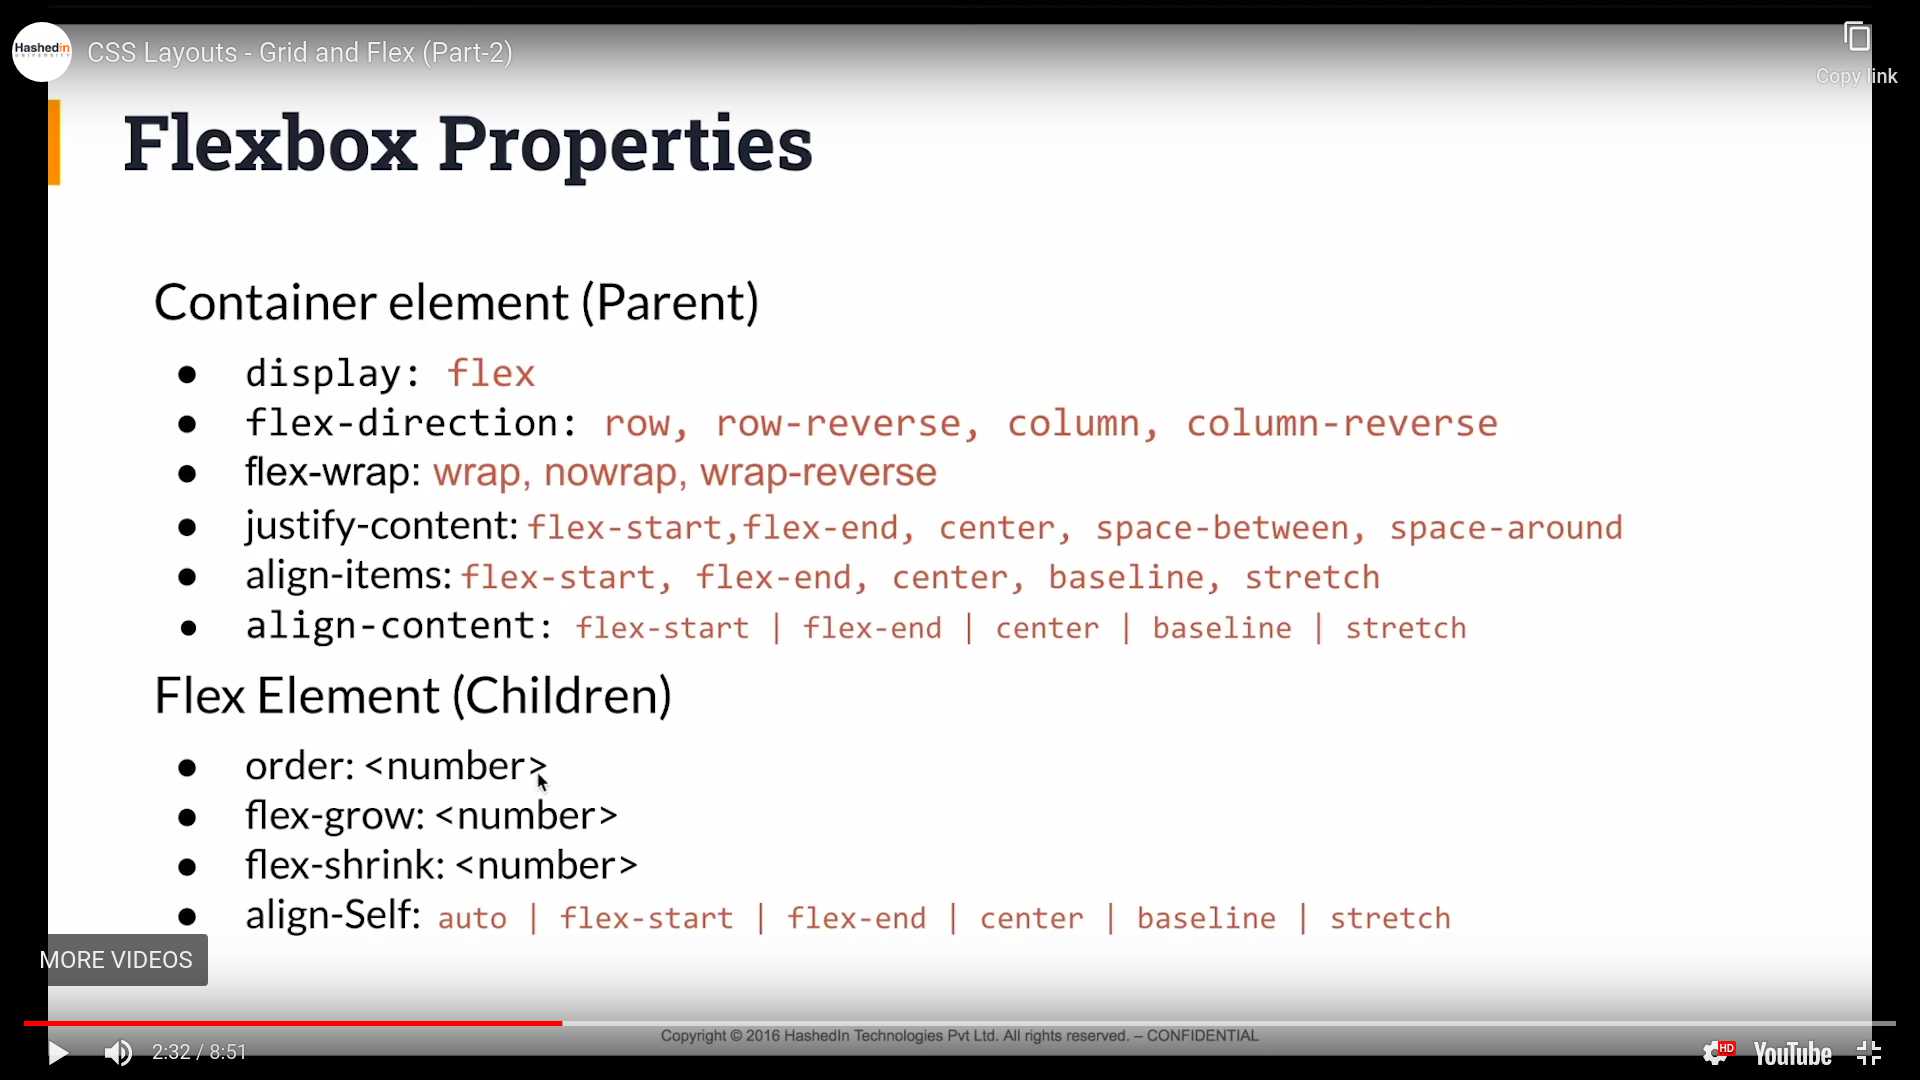 Hashedin
UNIVERSITY
CSS Layouts - Grid and Flex (Part-2)
Copy link
Flexbox Properties
Container element (Parent)
● display: flex
● flex-direction: row, row-reverse, column, column-reverse
● flex-wrap: wrap, nowrap, wrap-reverse
● justify-content: flex-start,flex-end, center, space-between, space-around
● align-items: flex-start, flex-end, center, baseline, stretch
● align-content: flex-start | flex-end | center | baseline | stretch
Flex Element (Children)
● order: <number>
● flex-grow: <number>
● flex-shrink: <number>
● align-Self: auto | flex-start | flex-end | center | baseline | stretch
MORE VIDEOS
Copyright © 2016 HashedIn Technologies Pvt Ltd. All rights reserved. – CONFIDENTIAL
2:32 / 8:51
HD
YouTube